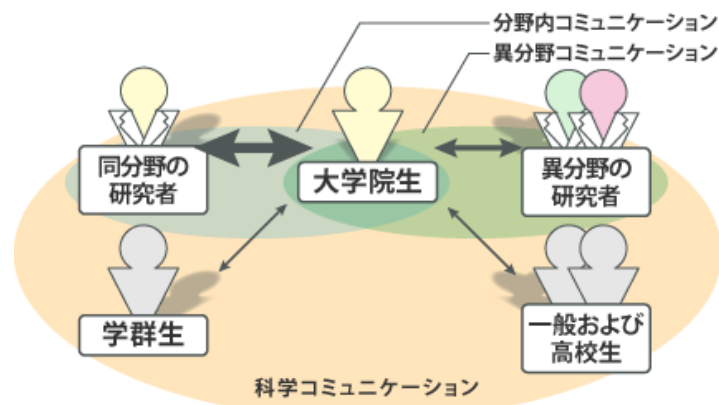 分野内コミュニケーション
異分野コミュニケーション
同分野の
研究者
大学院生
異分野の
研究者
学群生
一般および
高校生
科学コミュニケーション